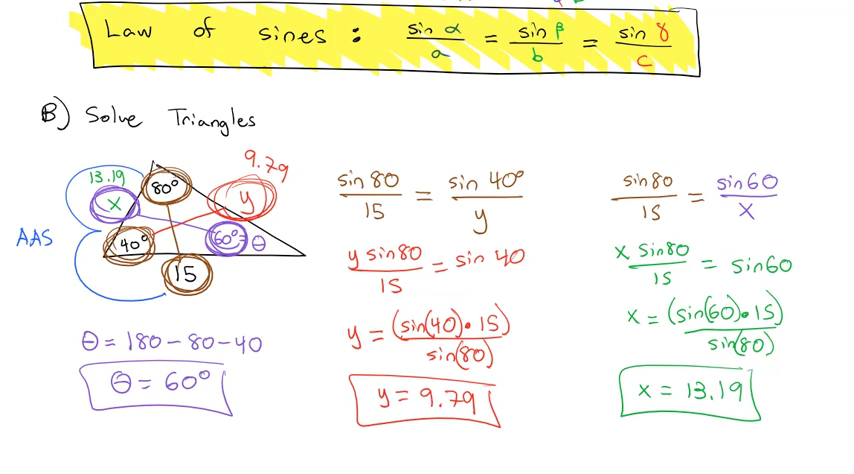 Law of sines : sin α/a = sin β/b = sin γ/c
B) Solve Triangles
9.79
13.19
80°
x
y
AAS
40°
60° = θ
15
θ = 180 - 80 - 40
θ = 60°
sin 80/15 = sin 40°/y
y sin 80/15 = sin 40
y = (sin(40) • 15)/sin(80)
y = 9.79
sin 80/15 = sin 60/x
x sin 80/15 = sin 60
x = (sin(60) • 15)/sin(80)
x = 13.19